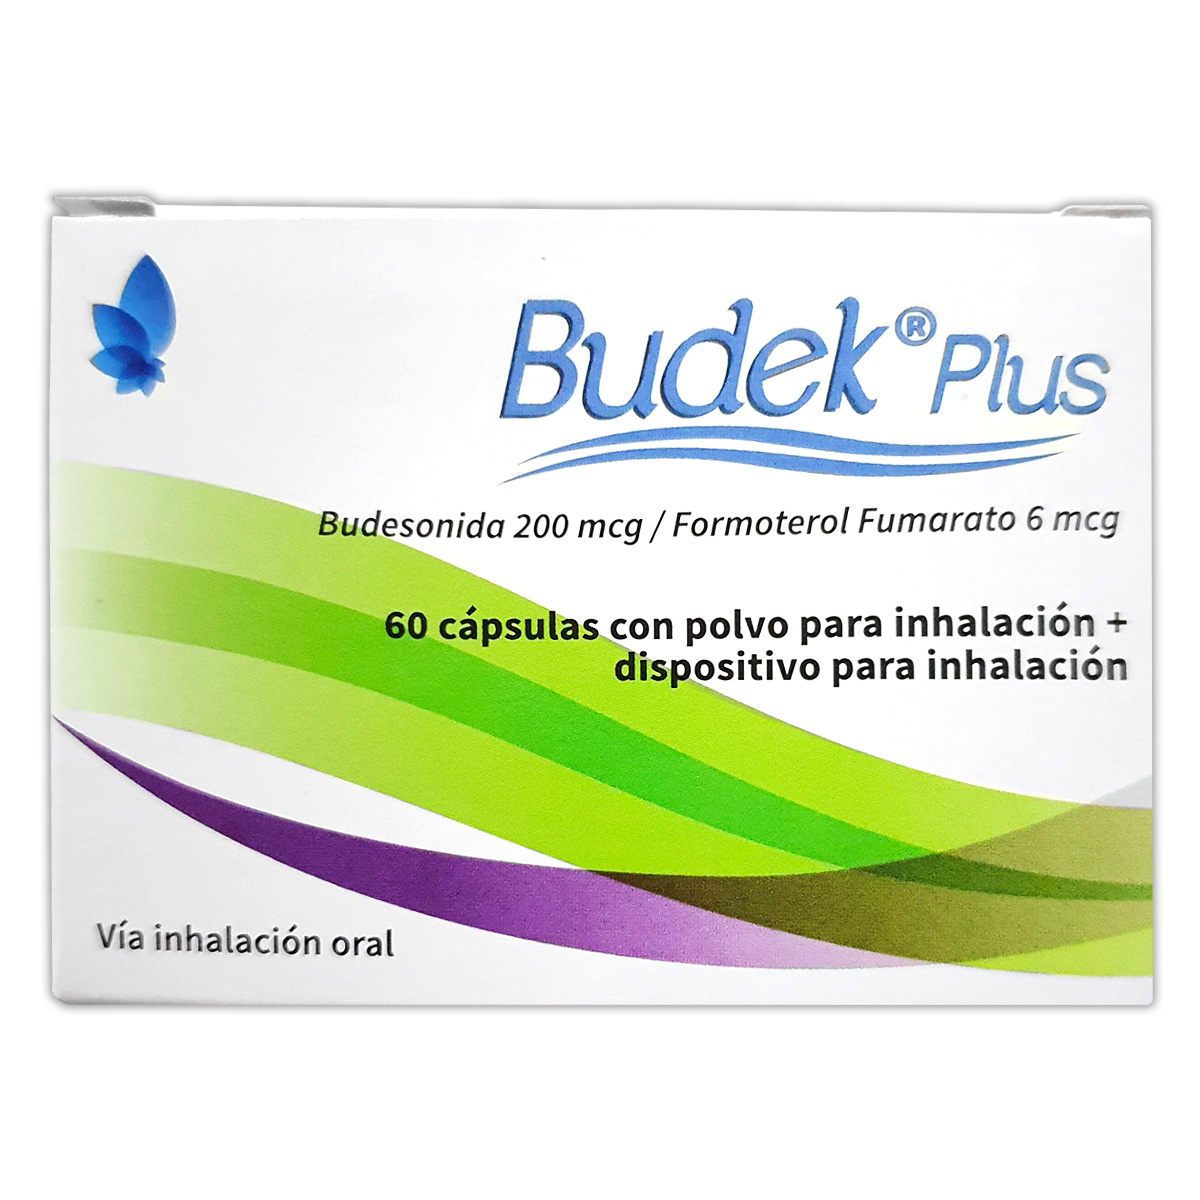 Budek® Plus
Budesonida 200 mcg / Formoterol Fumarato 6 mcg
60 cápsulas con polvo para inhalación +
dispositivo para inhalación
Vía inhalación oral